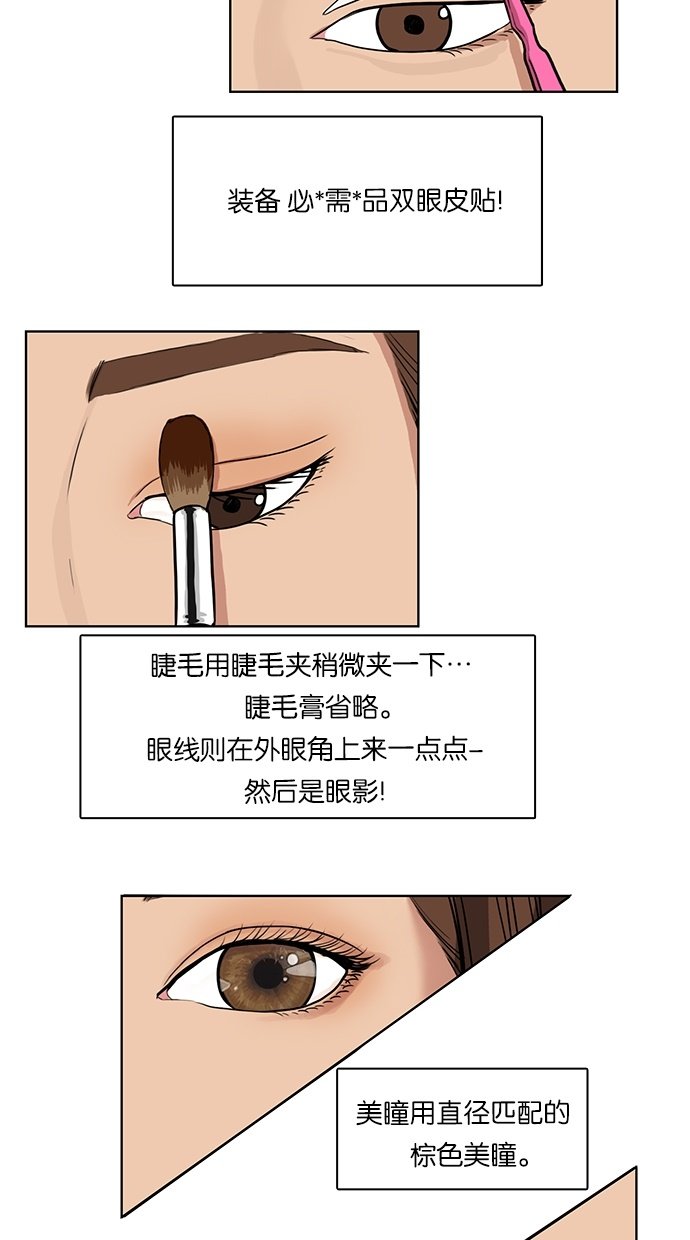 装备 必*需*品双眼皮贴!
睫毛用睫毛夹稍微夹一下…
睫毛膏省略。
眼线则在外眼角上来一点点-
然后是眼影!
美瞳用直径匹配的
棕色美瞳。